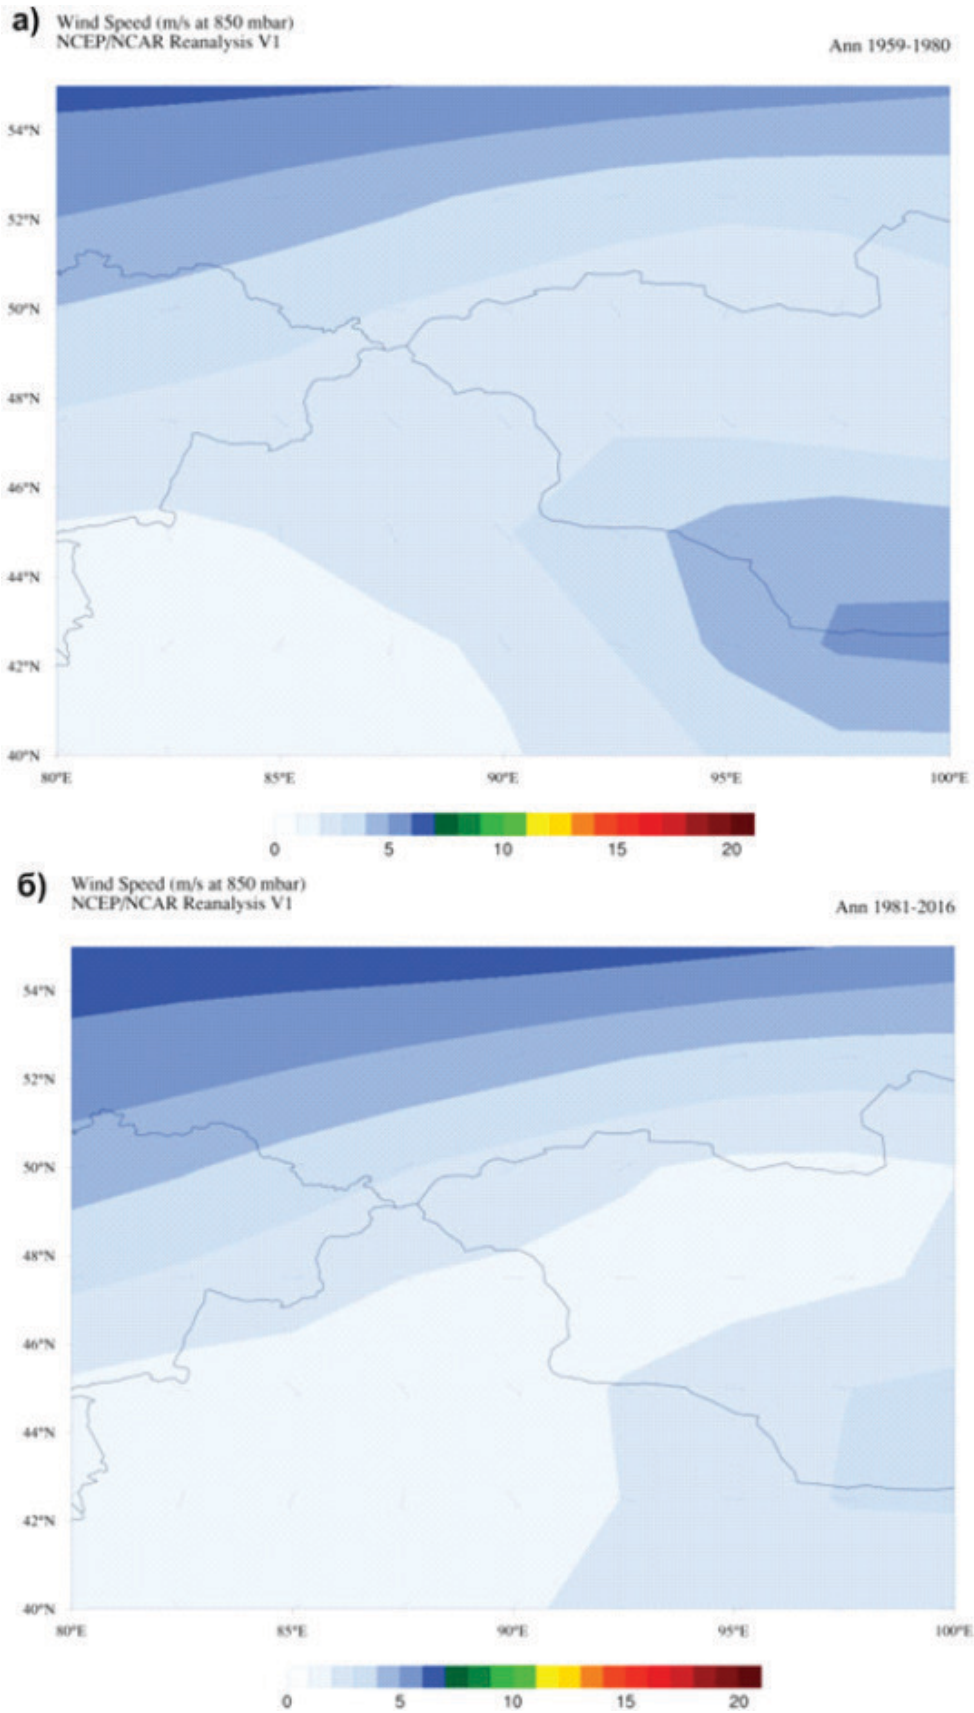 а)
Wind Speed (m/s at 850 mbar)
NCEP/NCAR Reanalysis V1
Ann 1959-1980
54°N
52°N
50°N
48°N
46°N
44°N
42°N
40°N
80°E 85°E 90°E 95°E 100°E
0 5 10 15 20
б)
Wind Speed (m/s at 850 mbar)
NCEP/NCAR Reanalysis V1
Ann 1981-2016
54°N
52°N
50°N
48°N
46°N
44°N
42°N
40°N
80°E 85°E 90°E 95°E 100°E
0 5 10 15 20